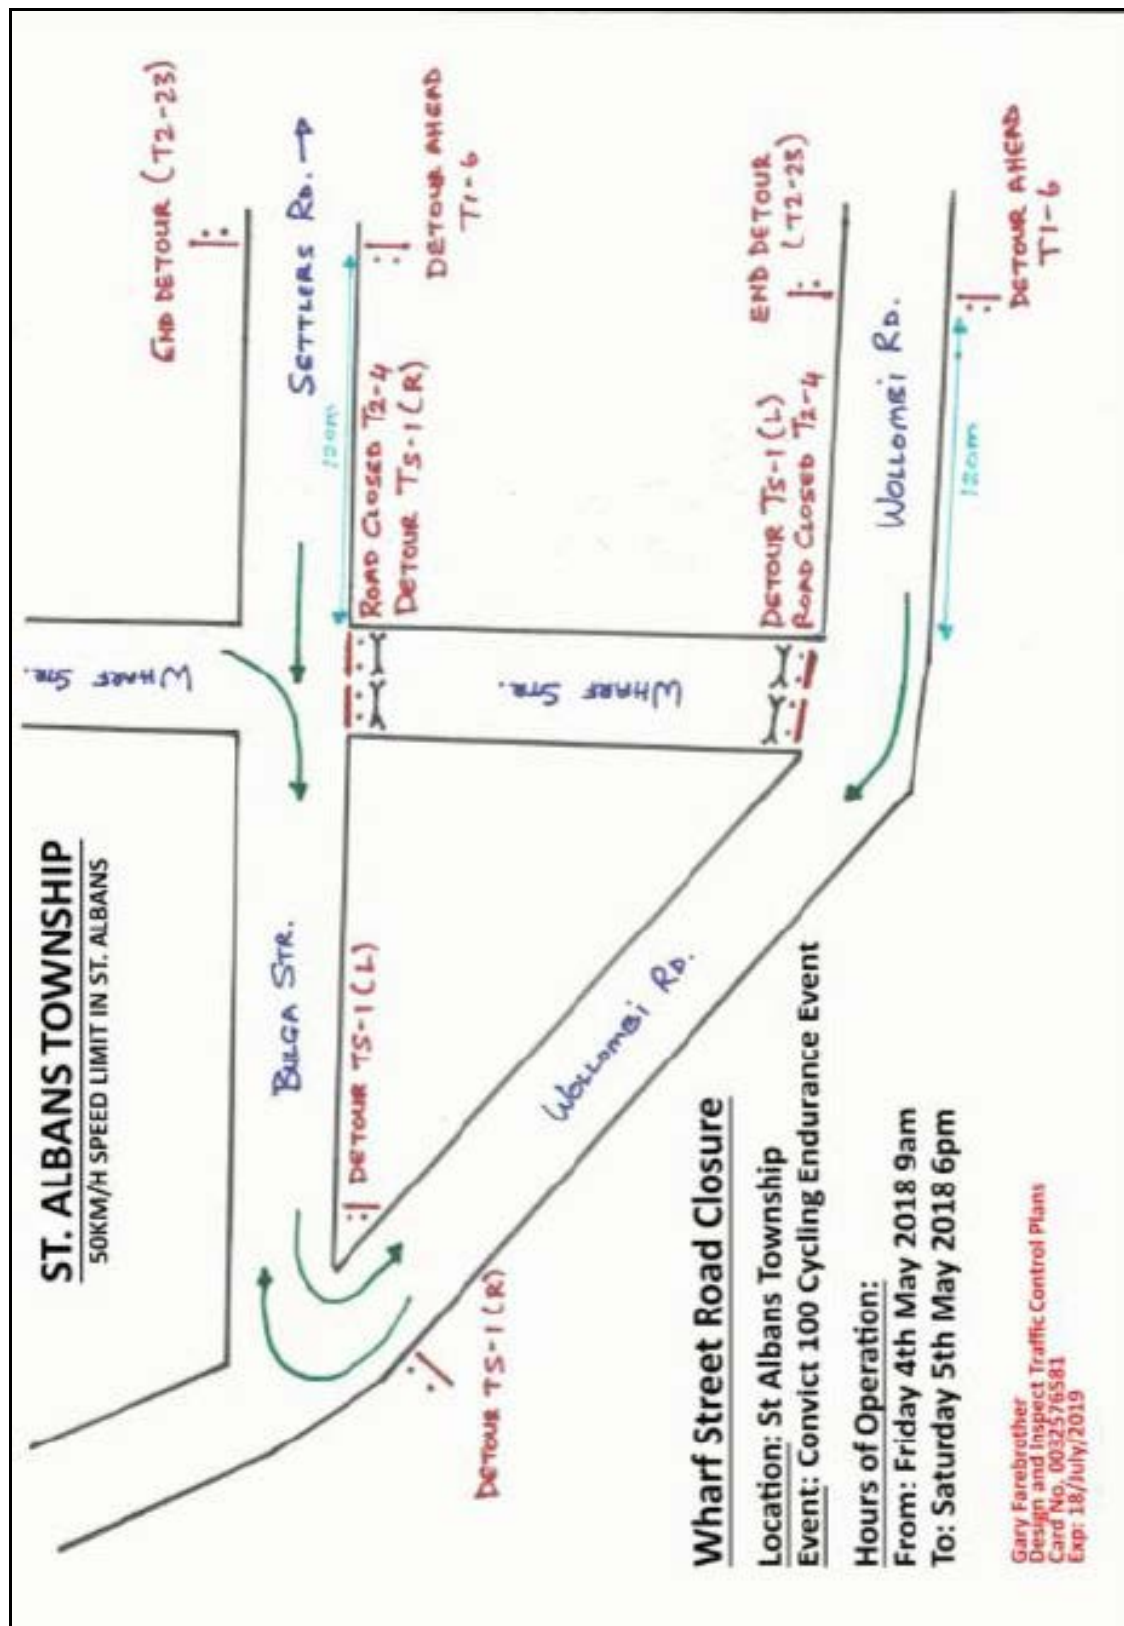 ST. ALBANS TOWNSHIP
50KM/H SPEED LIMIT IN ST. ALBANS
WHARF STR.
END DETOUR (T2-23)
BULGA STR.
SETTLERS RD. →
120m
DETOUR T5-1 (L)
ROAD CLOSED T2-4
DETOUR T5-1 (R)
DETOUR AHEAD
T1-6
WHARF STR.
DETOUR T5-1 (R)
WOLLOMBI RD.
DETOUR T5-1 (L)
ROAD CLOSED T2-4
END DETOUR
(T2-23)
WOLLOMBI RD.
120m
DETOUR AHEAD
T1-6
Wharf Street Road Closure
Location: St Albans Township
Event: Convict 100 Cycling Endurance Event
Hours of Operation:
From: Friday 4th May 2018 9am
To: Saturday 5th May 2018 6pm
Gary Farebrother
Design and Inspect Traffic Control Plans
Card No. 0032576581
Exp: 18/July/2019